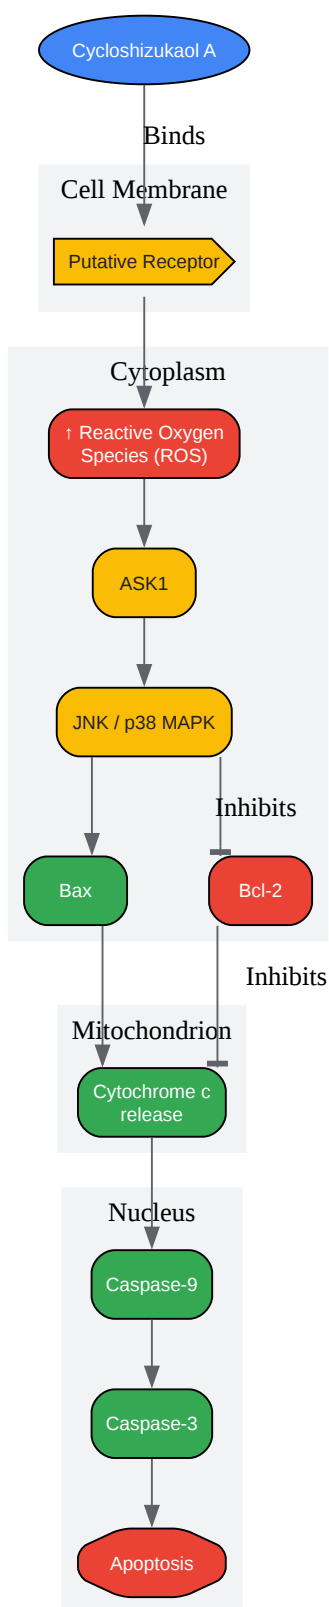 Cycloshizukaol A
Binds
Cell Membrane
Putative Receptor
Cytoplasm
↑ Reactive Oxygen
Species (ROS)
ASK1
JNK / p38 MAPK
Inhibits
Bax
Bcl-2
Inhibits
Mitochondrion
Cytochrome c
release
Nucleus
Caspase-9
Caspase-3
Apoptosis